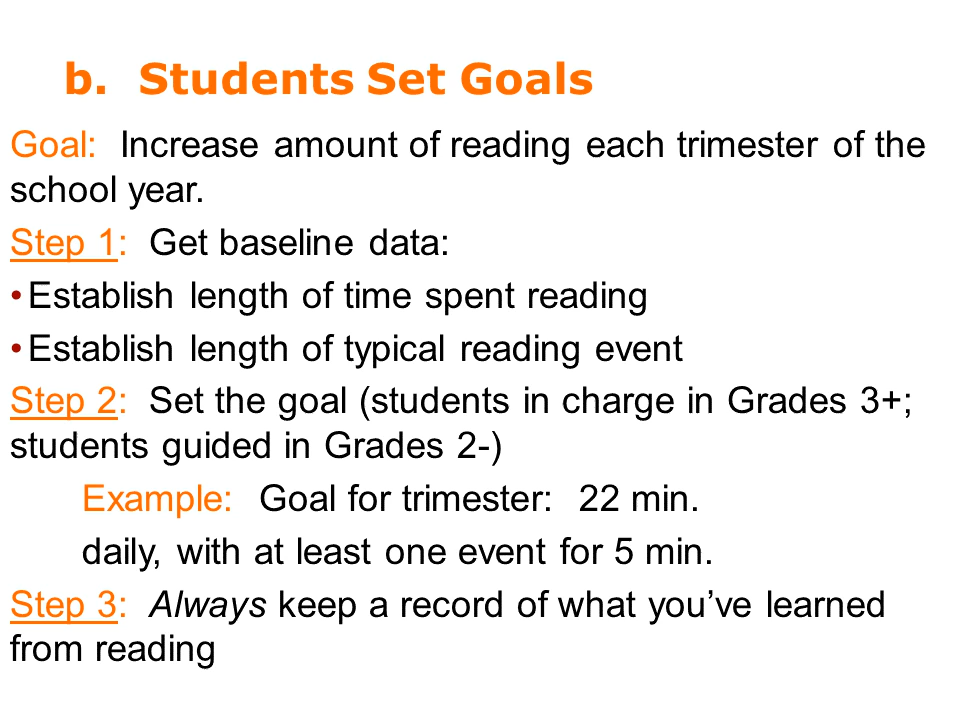 b. Students Set Goals
Goal: Increase amount of reading each trimester of the
school year.
Step 1: Get baseline data:
•Establish length of time spent reading
•Establish length of typical reading event
Step 2: Set the goal (students in charge in Grades 3+;
students guided in Grades 2-)
Example: Goal for trimester: 22 min.
daily, with at least one event for 5 min.
Step 3: Always keep a record of what you’ve learned
from reading